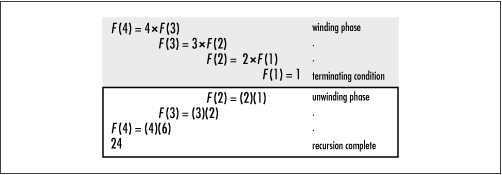 F(4) = 4×F(3) winding phase
F(3) = 3×F(2) .
F(2) = 2×F(1) .
F(1) = 1 terminating condition
F(2) = (2)(1) unwinding phase
F(3) = (3)(2) .
F(4) = (4)(6) .
24 recursion complete